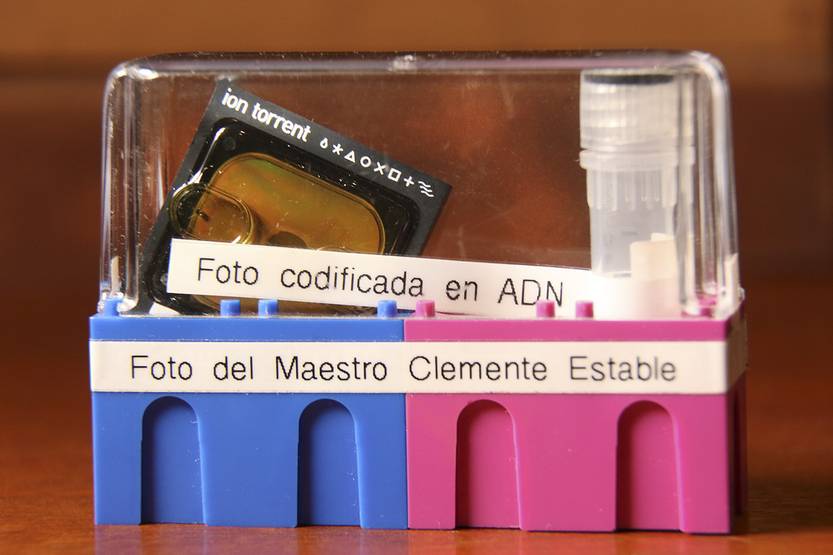 ion torrent
Foto codificada en ADN
Foto del Maestro Clemente Estable